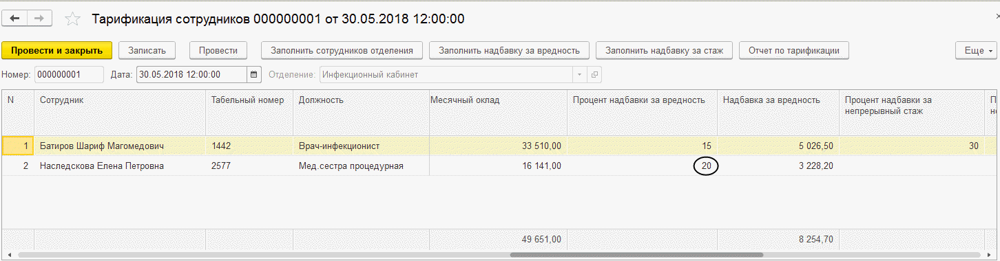 Тарификация сотрудников 000000001 от 30.05.2018 12:00:00
Провести и закрыть Записать Провести Заполнить сотрудников отделения Заполнить надбавку за вредность Заполнить надбавку за стаж Отчет по тарификации Еще
Номер: 000000001 Дата: 30.05.2018 12:00:00 Отделение: Инфекционный кабинет
N Сотрудник Табельный номер Должность Месячный оклад Процент надбавки за вредность Надбавка за вредность Процент надбавки за
непрерывный стаж
1 Батиров Шариф Магомедович 1442 Врач-инфекционист 33 510,00 15 5 026,50 30
2 Наследскова Елена Петровна 2577 Мед.сестра процедурная 16 141,00 20 3 228,20
49 651,00 8 254,70